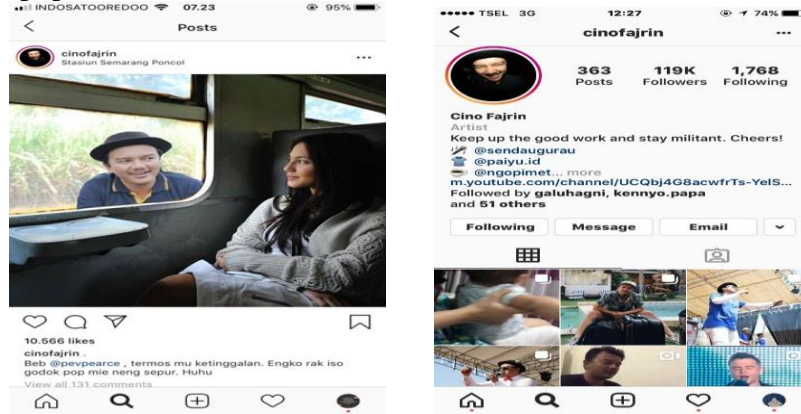 INDOSATOOREDOO 07.23 95%
Posts
cinofajrin
Stasiun Semarang Poncol
10.566 likes
cinofajrin .
Beb @pevpearce , termos mu ketinggalan. Engko rak iso
godok pop mie neng sepur. Huhu
View all 131 comments
TSEL 3G 12:27 74%
cinofajrin
363 119K 1,768
Posts Followers Following
Cino Fajrin
Artist
Keep up the good work and stay militant. Cheers!
@sendaugurau
@paiyu.id
@ngopimet... more
m.youtube.com/channel/UCQbj4G8acwfrTs-YelS...
Followed by galuhagni, kennyo.papa
and 51 others
Following Message Email